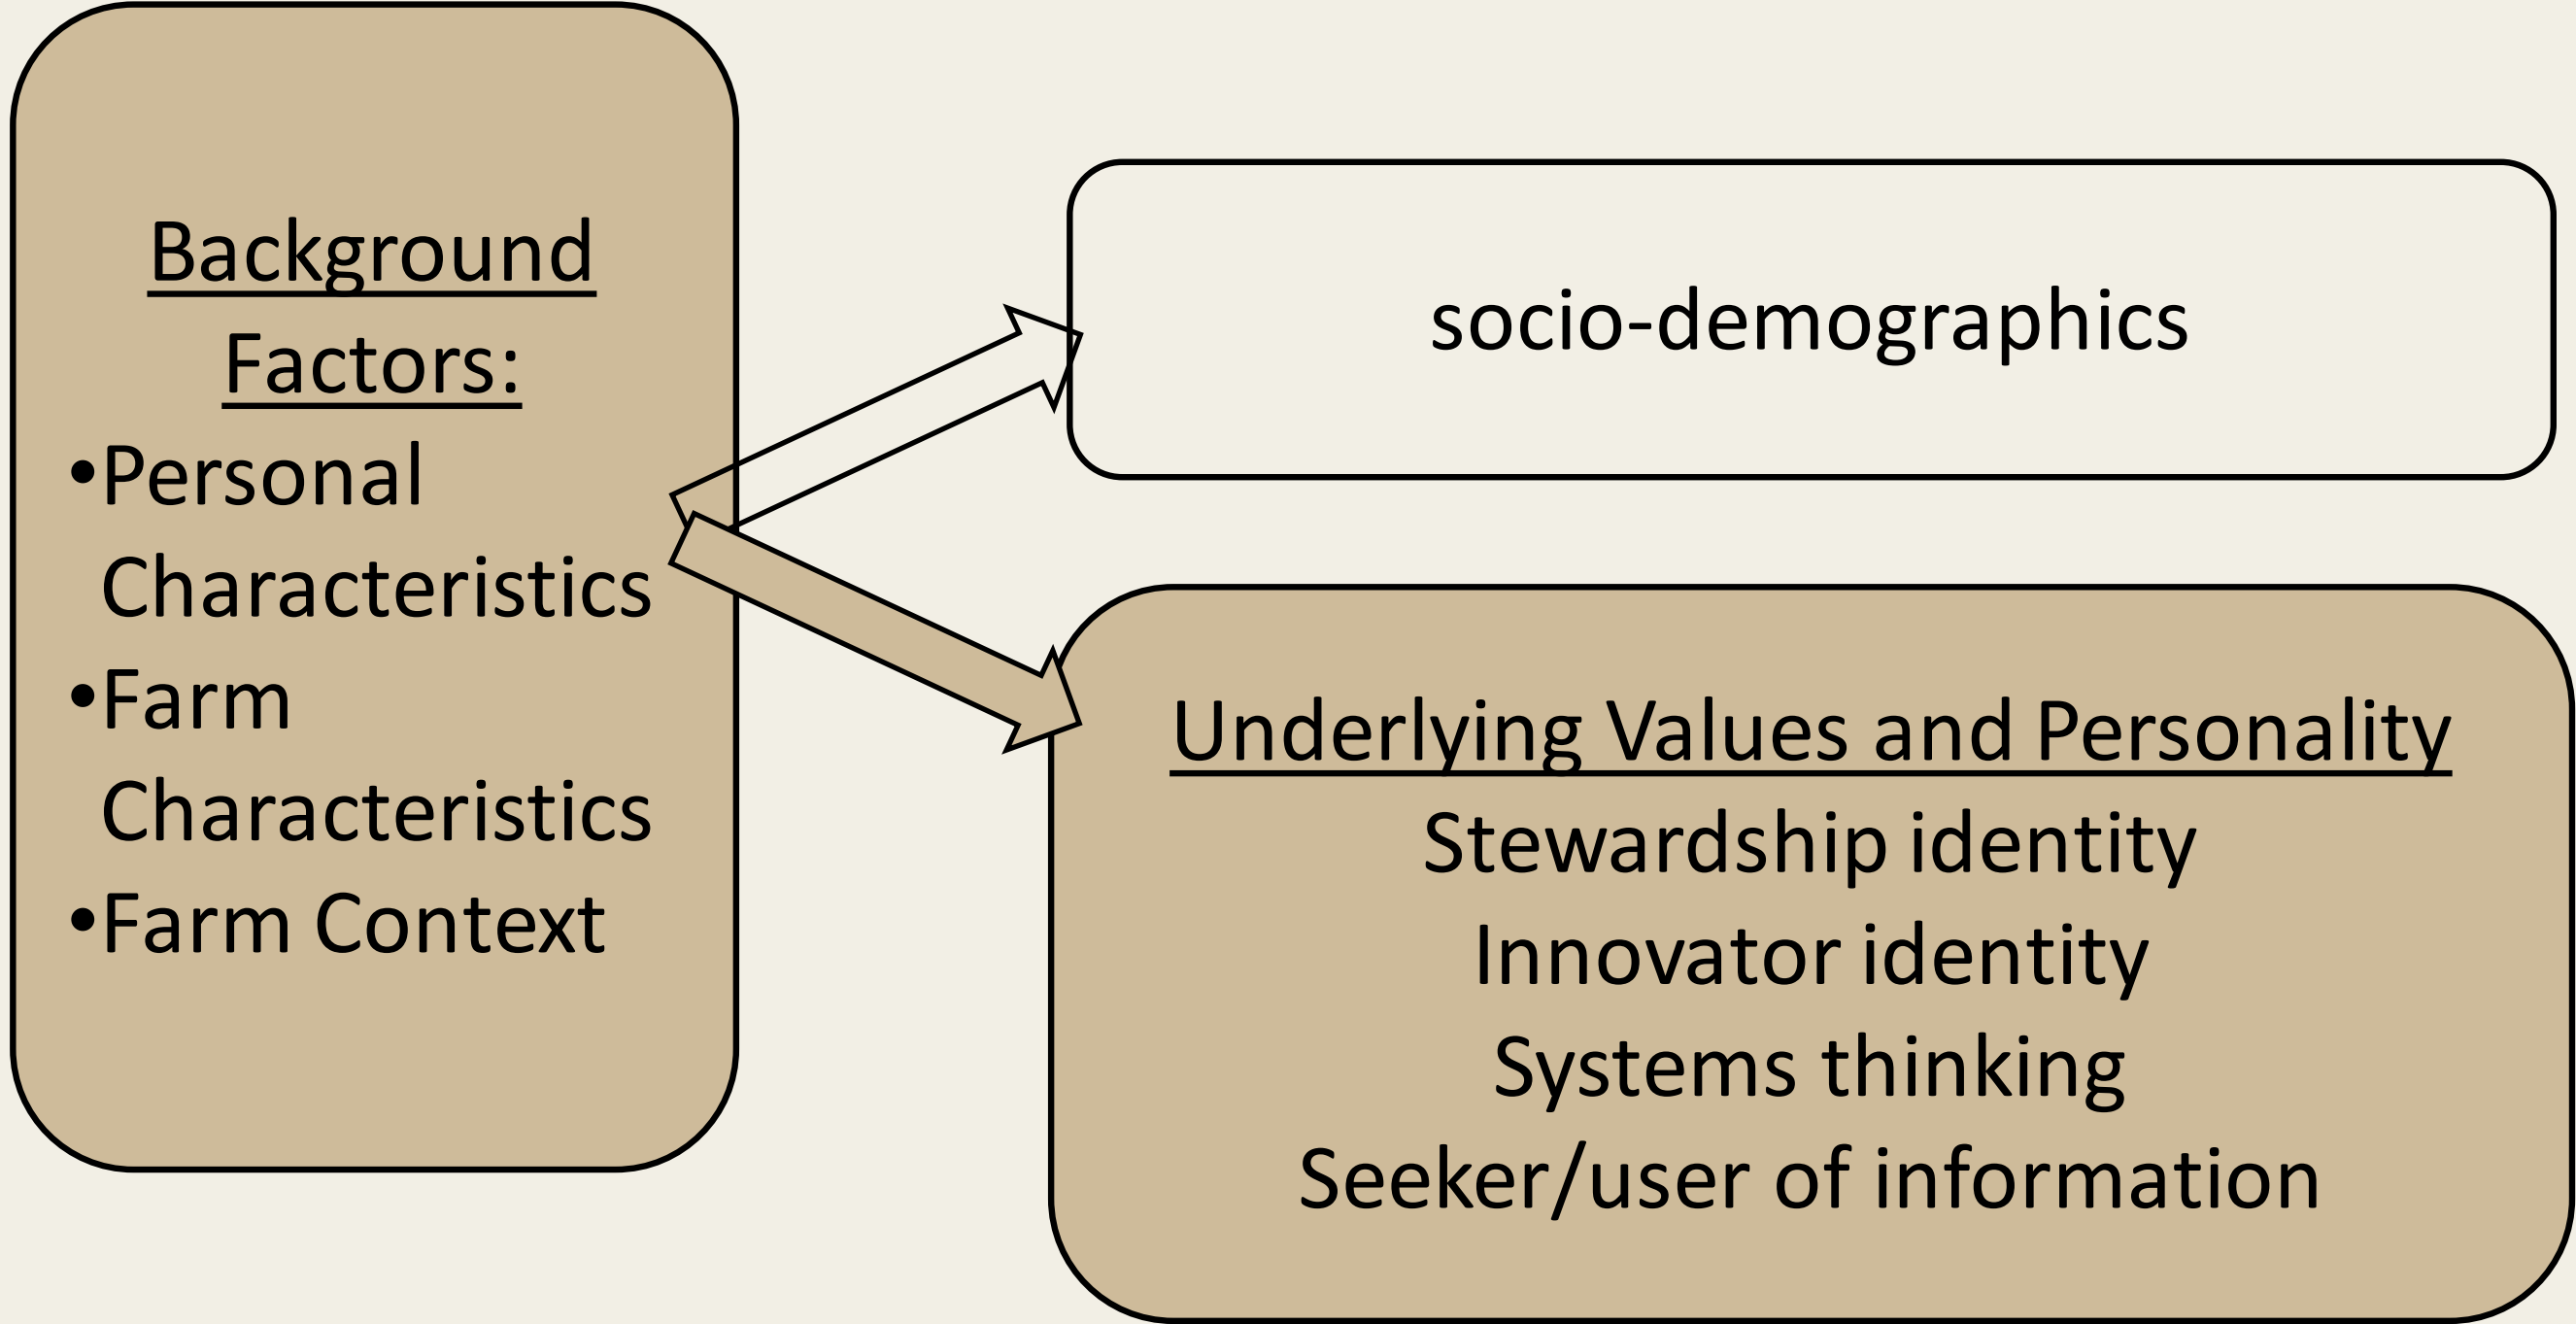 Background
Factors:
•Personal
Characteristics
•Farm
Characteristics
•Farm Context
socio-demographics
Underlying Values and Personality
Stewardship identity
Innovator identity
Systems thinking
Seeker/user of information